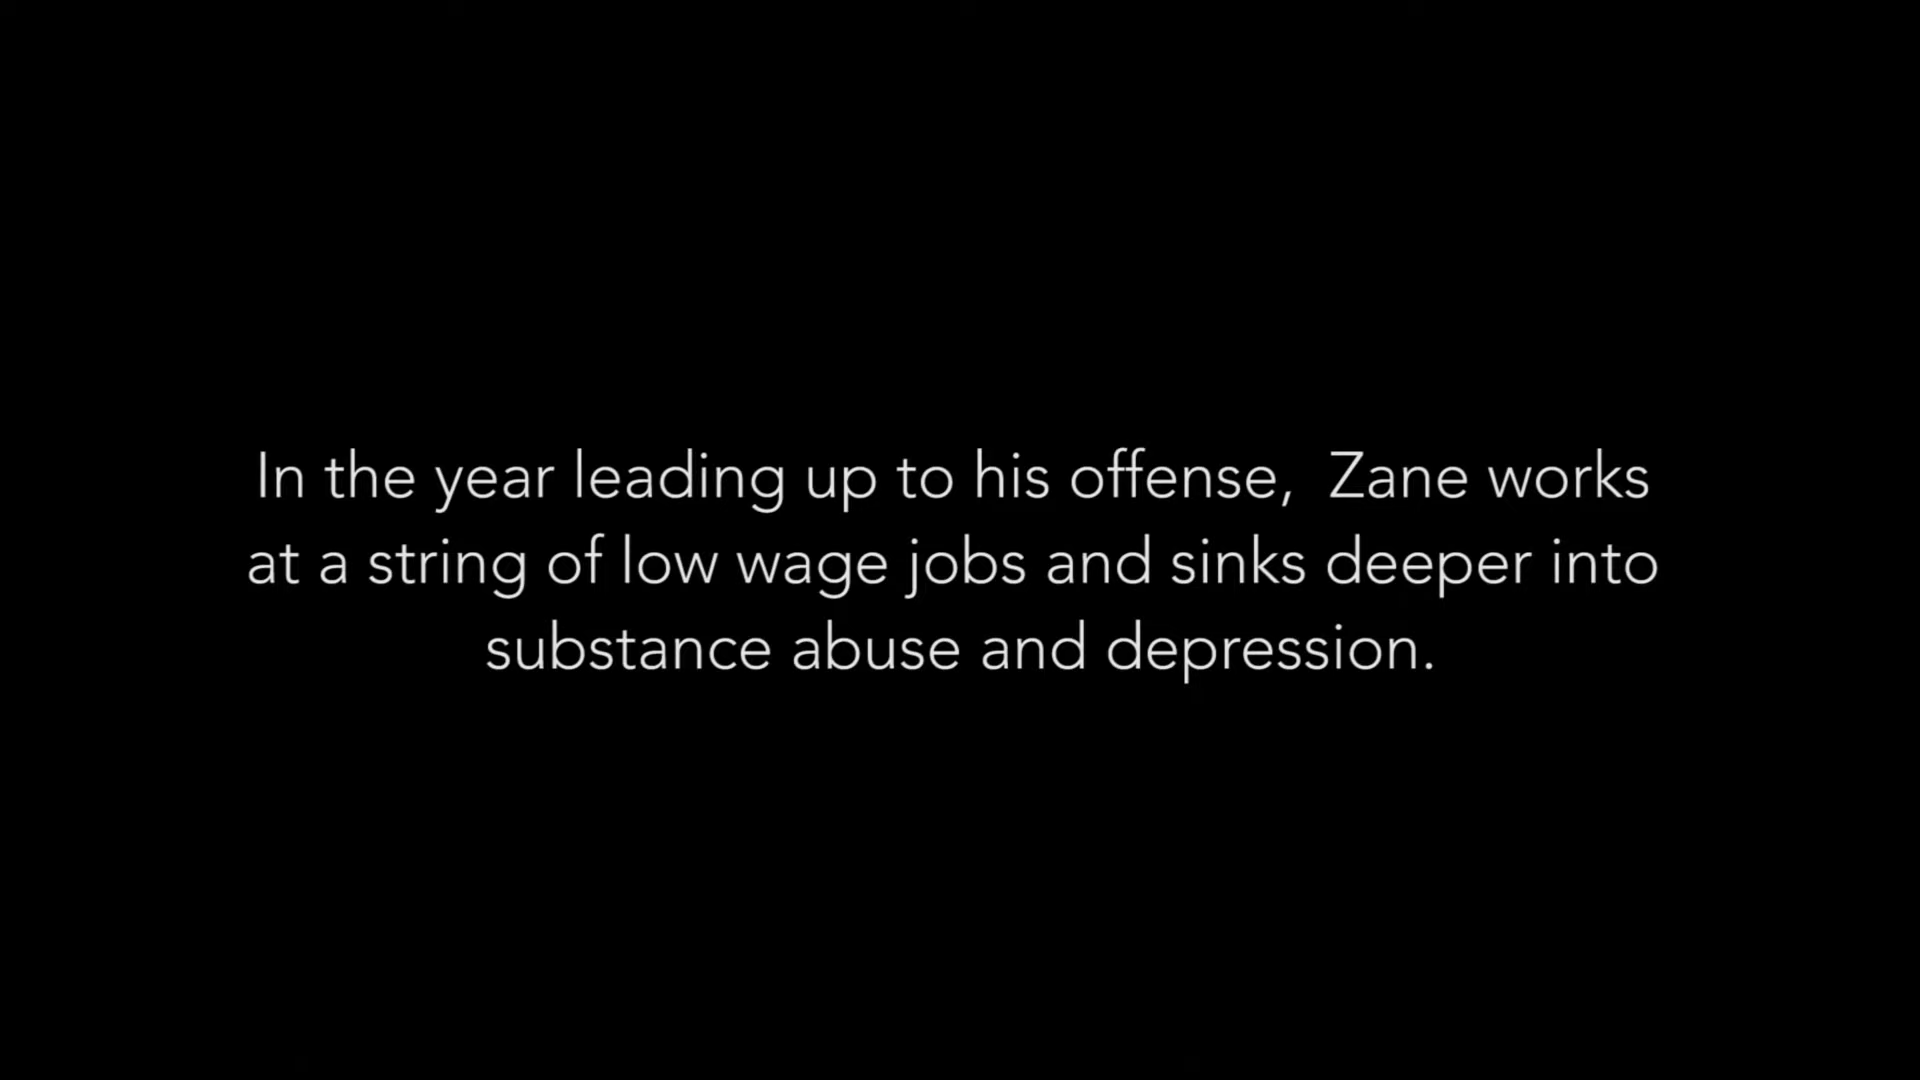 In the year leading up to his offense,  Zane works
at a string of low wage jobs and sinks deeper into
substance abuse and depression.